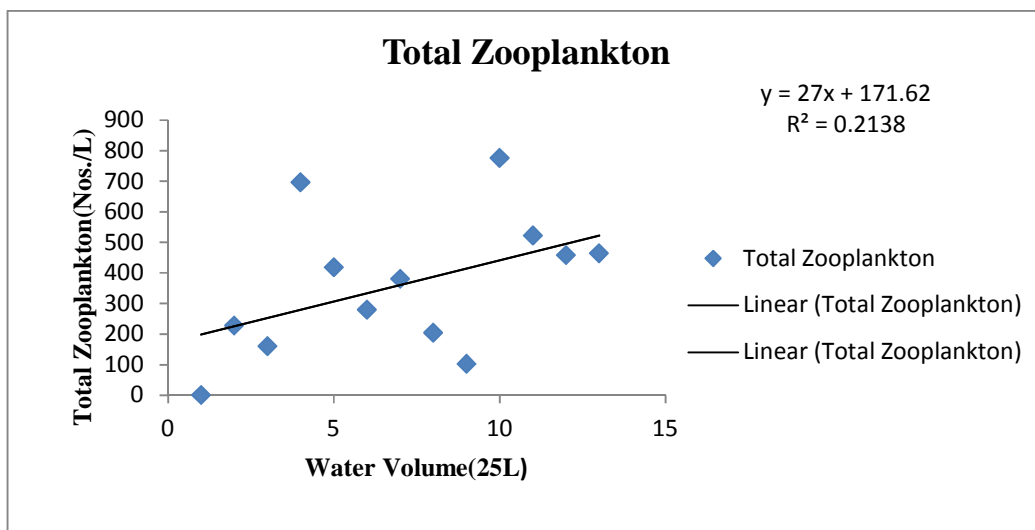 Total Zooplankton
y = 27x + 171.62
R² = 0.2138
Total Zooplankton(Nos./L)
900
800
700
600
500
400
300
200
100
0
0 5 10 15
Water Volume(25L)
Total Zooplankton
Linear (Total Zooplankton)
Linear (Total Zooplankton)